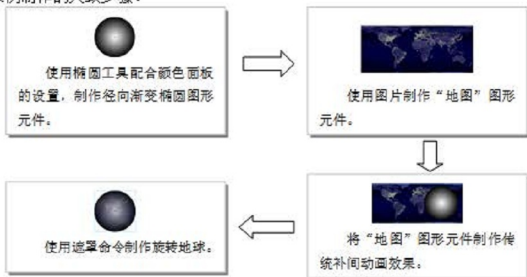 使用椭圆工具配合颜色面板
的设置，制作径向渐变椭圆图形
元件。
使用图片制作“地图”图形
元件。
将“地图”图形元件制作传
统补间动画效果。
使用遮罩命令制作旋转地球。